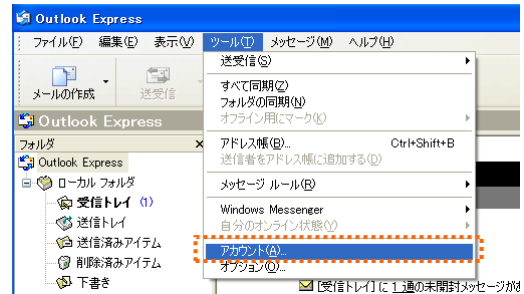 Outlook Express
ファイル(F) 編集(E) 表示(V) ツール(T) メッセージ(M) ヘルプ(H)
メールの作成 送受信
Outlook Express
フォルダ ×
Outlook Express
ローカル フォルダ
受信トレイ (1)
送信トレイ
送信済みアイテム
削除済みアイテム
下書き
送受信(S)
すべて同期(Z)
フォルダの同期(N)
オフライン用にマーク(K)
アドレス帳(B)... Ctrl+Shift+B
送信者をアドレス帳に追加する(D)
メッセージ ルール(R)
Windows Messenger
自分のオンライン状態(Y)
アカウント(A)...
オプション(O)...
[受信トレイ] に 1 通の未開封メッセージが